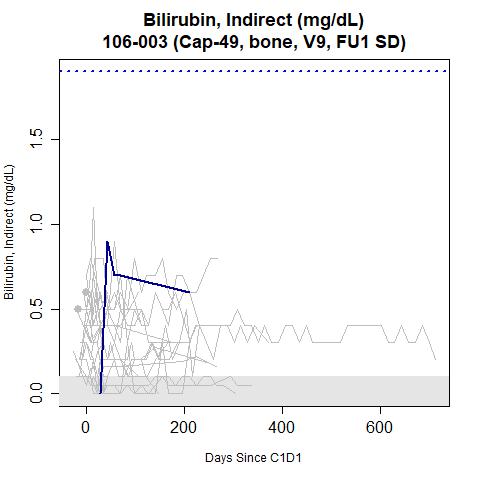 Bilirubin, Indirect (mg/dL)
106-003 (Cap-49, bone, V9, FU1 SD)
Bilirubin, Indirect (mg/dL)
1.5
1.0
0.5
0.0
0 200 400 600
Days Since C1D1